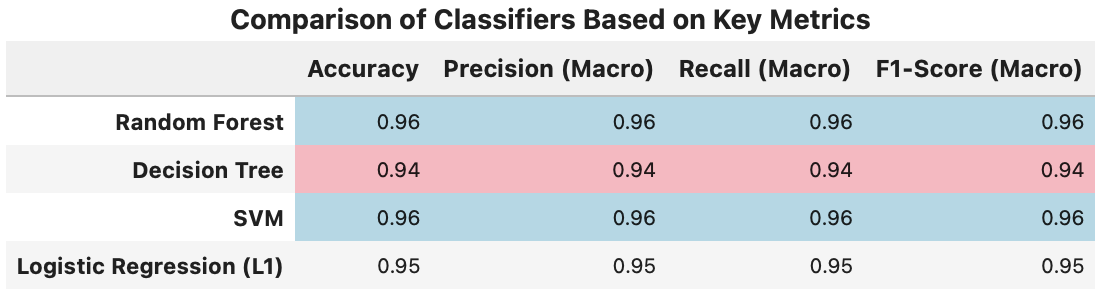 Comparison of Classifiers Based on Key Metrics
Accuracy Precision (Macro) Recall (Macro) F1-Score (Macro)
Random Forest 0.96 0.96 0.96 0.96
Decision Tree 0.94 0.94 0.94 0.94
SVM 0.96 0.96 0.96 0.96
Logistic Regression (L1) 0.95 0.95 0.95 0.95